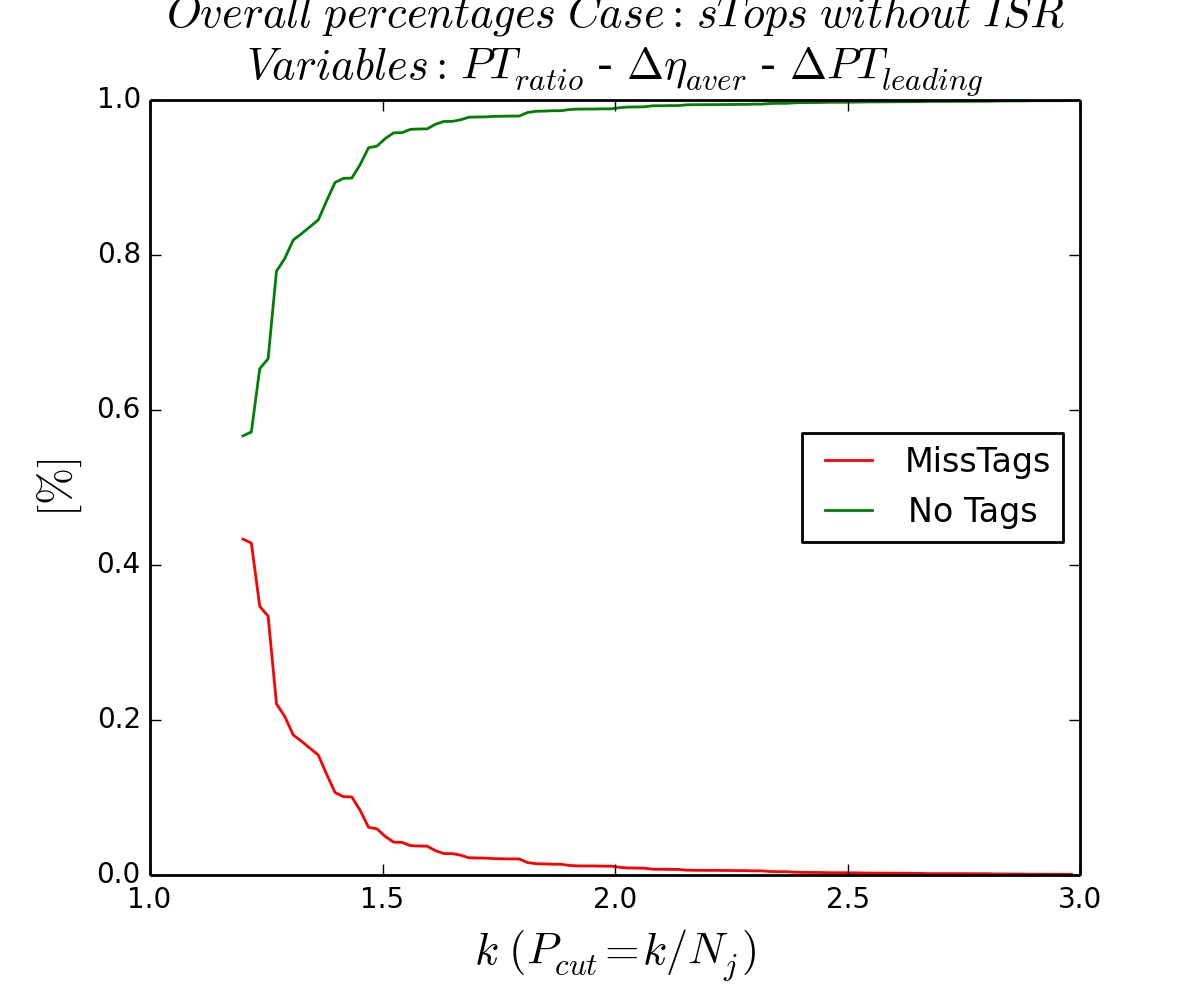 Overall percentages Case : sTops without ISR
Variables : PT_ratio - Δη_aver - ΔPT_leading
1.0
0.8
0.6
0.4
0.2
0.0
[%]
MissTags
No Tags
1.0 1.5 2.0 2.5 3.0
k (P_cut = k/N_j)